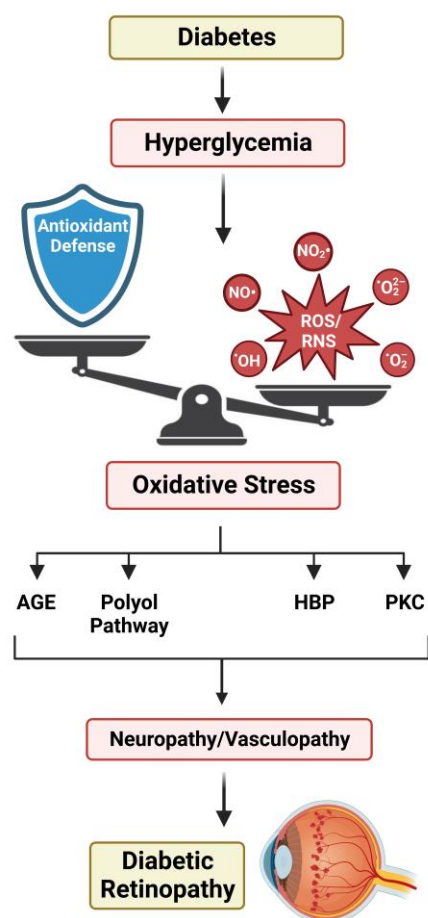 Diabetes
Hyperglycemia
Antioxidant
Defense
NO₂•
NO•
•O₂²⁻
ROS/
RNS
•OH
•O₂⁻
Oxidative Stress
AGE
Polyol
Pathway
HBP
PKC
Neuropathy/Vasculopathy
Diabetic
Retinopathy